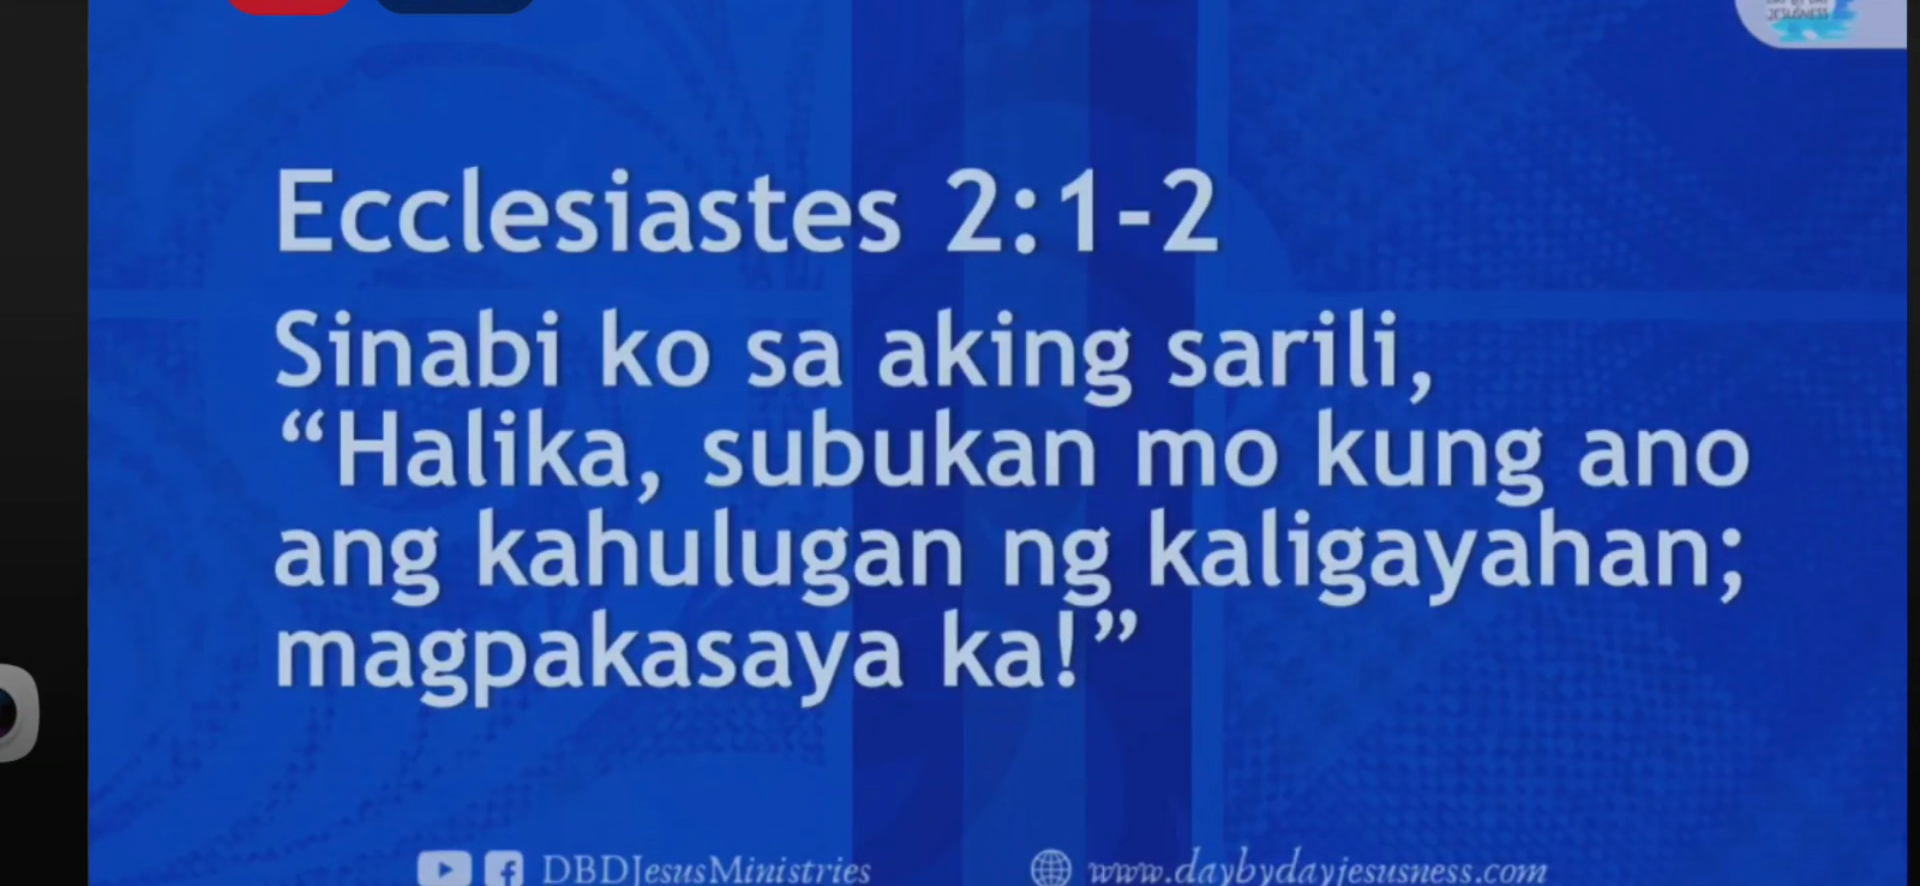 Ecclesiastes 2:1-2
Sinabi ko sa aking sarili,
“Halika, subukan mo kung ano
ang kahulugan ng kaligayahan;
magpakasaya ka!”
DBDJesusMinistries
www.daybydayjesusness.com